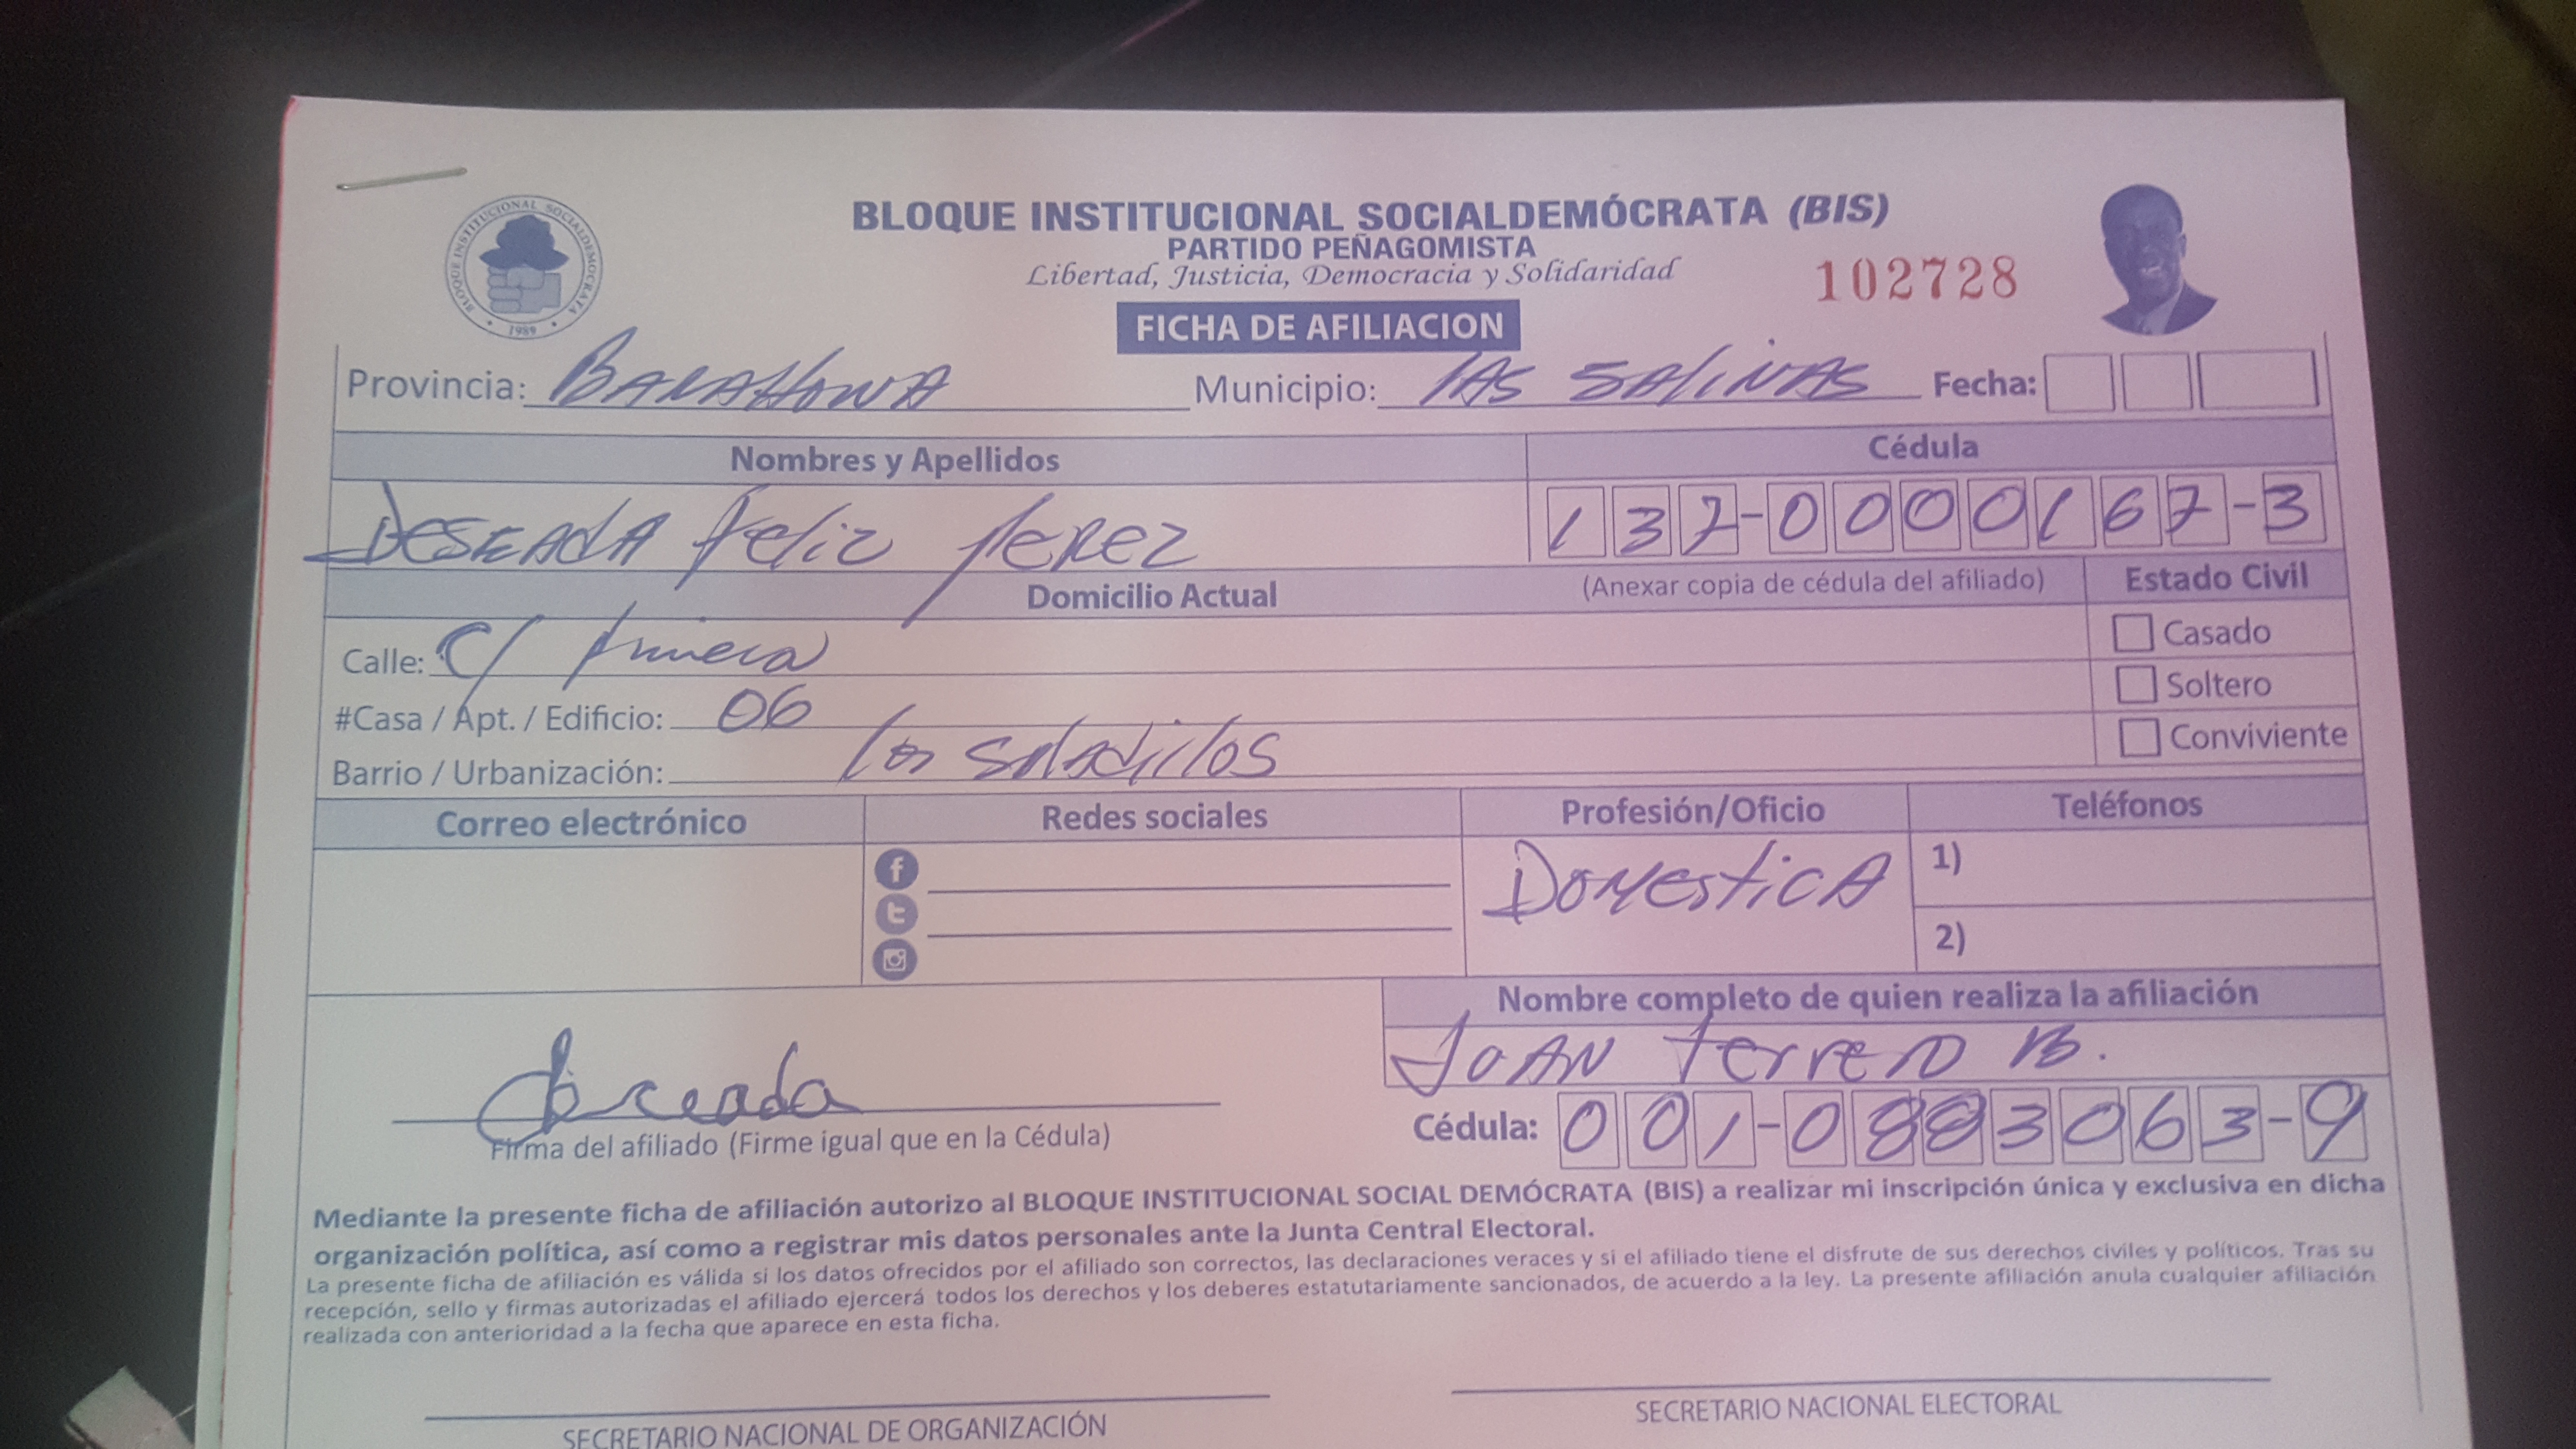 BLOQUE INSTITUCIONAL SOCIALDEMÓCRATA (BIS)
PARTIDO PEÑAGOMISTA
Libertad, Justicia, Democracia y Solidaridad
102728
BLOQUE INSTITUCIONAL SOCIALDEMOCRATA
1989
FICHA DE AFILIACION
Provincia: BARAHONA Municipio: LAS SALINAS Fecha:
Nombres y Apellidos Cédula
DESEADA Feliz Perez 137-0000167-3
Domicilio Actual (Anexar copia de cédula del afiliado) Estado Civil
Calle: C/ Primera Casado
#Casa / Apt. / Edificio: 06 Soltero
Barrio / Urbanización: Los Saladillos Conviviente
Correo electrónico Redes sociales Profesión/Oficio Teléfonos
DOMESTICA 1)
2)
Nombre completo de quien realiza la afiliación
JOAN Ferrero B.
Deseada
Firma del afiliado (Firme igual que en la Cédula) Cédula: 001-0883063-9
Mediante la presente ficha de afiliación autorizo al BLOQUE INSTITUCIONAL SOCIAL DEMÓCRATA (BIS) a realizar mi inscripción única y exclusiva en dicha
organización política, así como a registrar mis datos personales ante la Junta Central Electoral.
La presente ficha de afiliación es válida si los datos ofrecidos por el afiliado son correctos, las declaraciones veraces y si el afiliado tiene el disfrute de sus derechos civiles y políticos. Tras su
recepción, sello y firmas autorizadas el afiliado ejercerá todos los derechos y los deberes estatutariamente sancionados, de acuerdo a la ley. La presente afiliación anula cualquier afiliación
realizada con anterioridad a la fecha que aparece en esta ficha.
SECRETARIO NACIONAL DE ORGANIZACIÓN SECRETARIO NACIONAL ELECTORAL